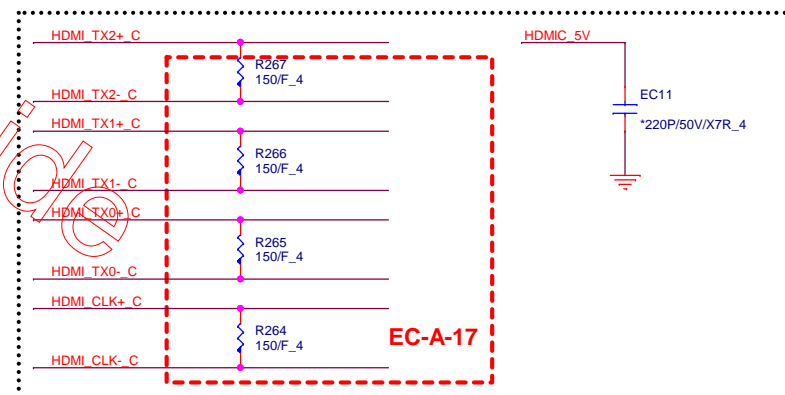 HDMI_TX2+_C
HDMIC_5V
R267
150/F_4
HDMI_TX2-_C
EC11
*220P/50V/X7R_4
HDMI_TX1+_C
R266
150/F_4
HDMI_TX1-_C
HDMI_TX0+_C
R265
150/F_4
HDMI_TX0-_C
HDMI_CLK+_C
R264
150/F_4
EC-A-17
HDMI_CLK-_C
ide